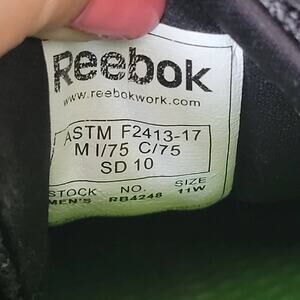 Reebok
www.reebokwork.com
ASTM F2413-17
M I/75 C/75
SD 10
STOCK NO. SIZE
MEN'S RB4248 11W